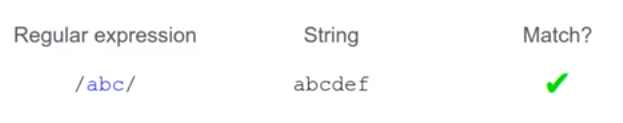 Regular expression String Match?
/abc/ abcdef ✔